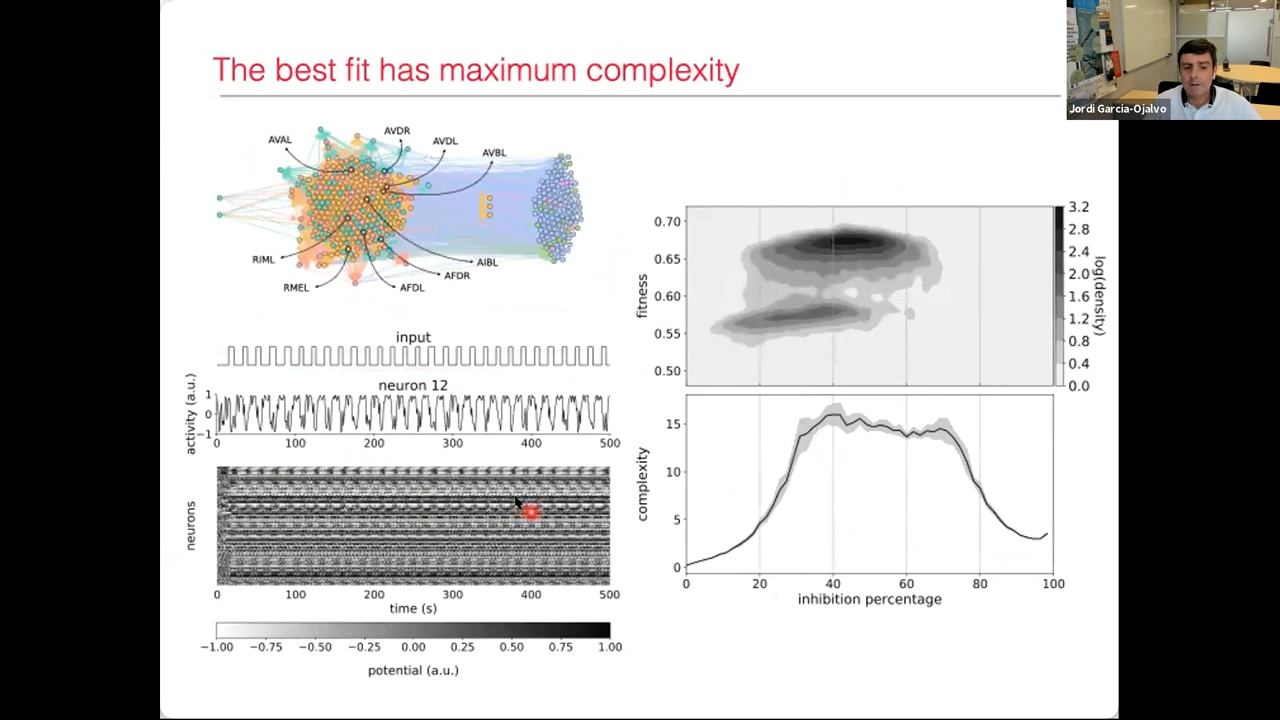 The best fit has maximum complexity
Jordi Garcia-Ojalvo
AVAL
AVDR
AVDL
AVBL
RIML
RMEL
AFDL
AFDR
AIBL
input
neuron 12
activity (a.u.)
1
0
−1
0 100 200 300 400 500
neurons
0 100 200 300 400 500
time (s)
−1.00 −0.75 −0.50 −0.25 0.00 0.25 0.50 0.75 1.00
potential (a.u.)
fitness
0.70
0.65
0.60
0.55
0.50
3.2
2.8
2.4
2.0
1.6
1.2
0.8
0.4
0.0
log(density)
complexity
15
10
5
0
0 20 40 60 80 100
inhibition percentage